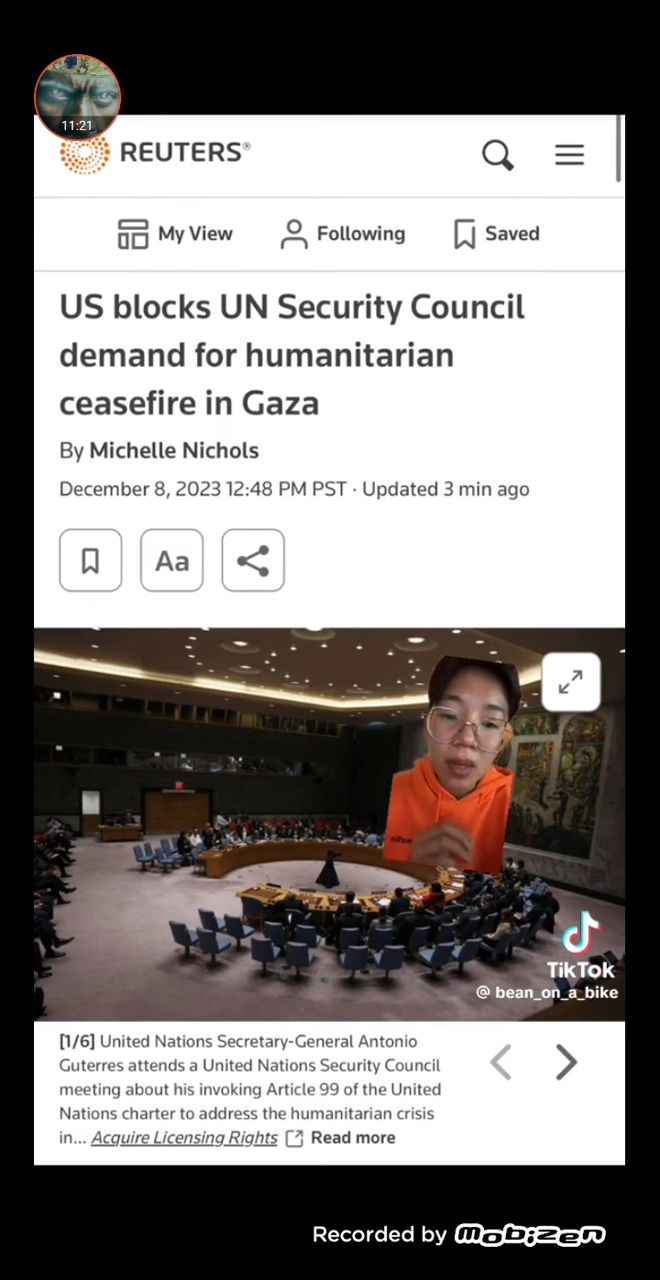 11:21
REUTERS®
My View
Following
Saved
US blocks UN Security Council
demand for humanitarian
ceasefire in Gaza
By Michelle Nichols
December 8, 2023 12:48 PM PST · Updated 3 min ago
Aa
TikTok
@ bean_on_a_bike
[1/6] United Nations Secretary-General Antonio
Guterres attends a United Nations Security Council
meeting about his invoking Article 99 of the United
Nations charter to address the humanitarian crisis
in... Acquire Licensing Rights Read more
Recorded by mobizen